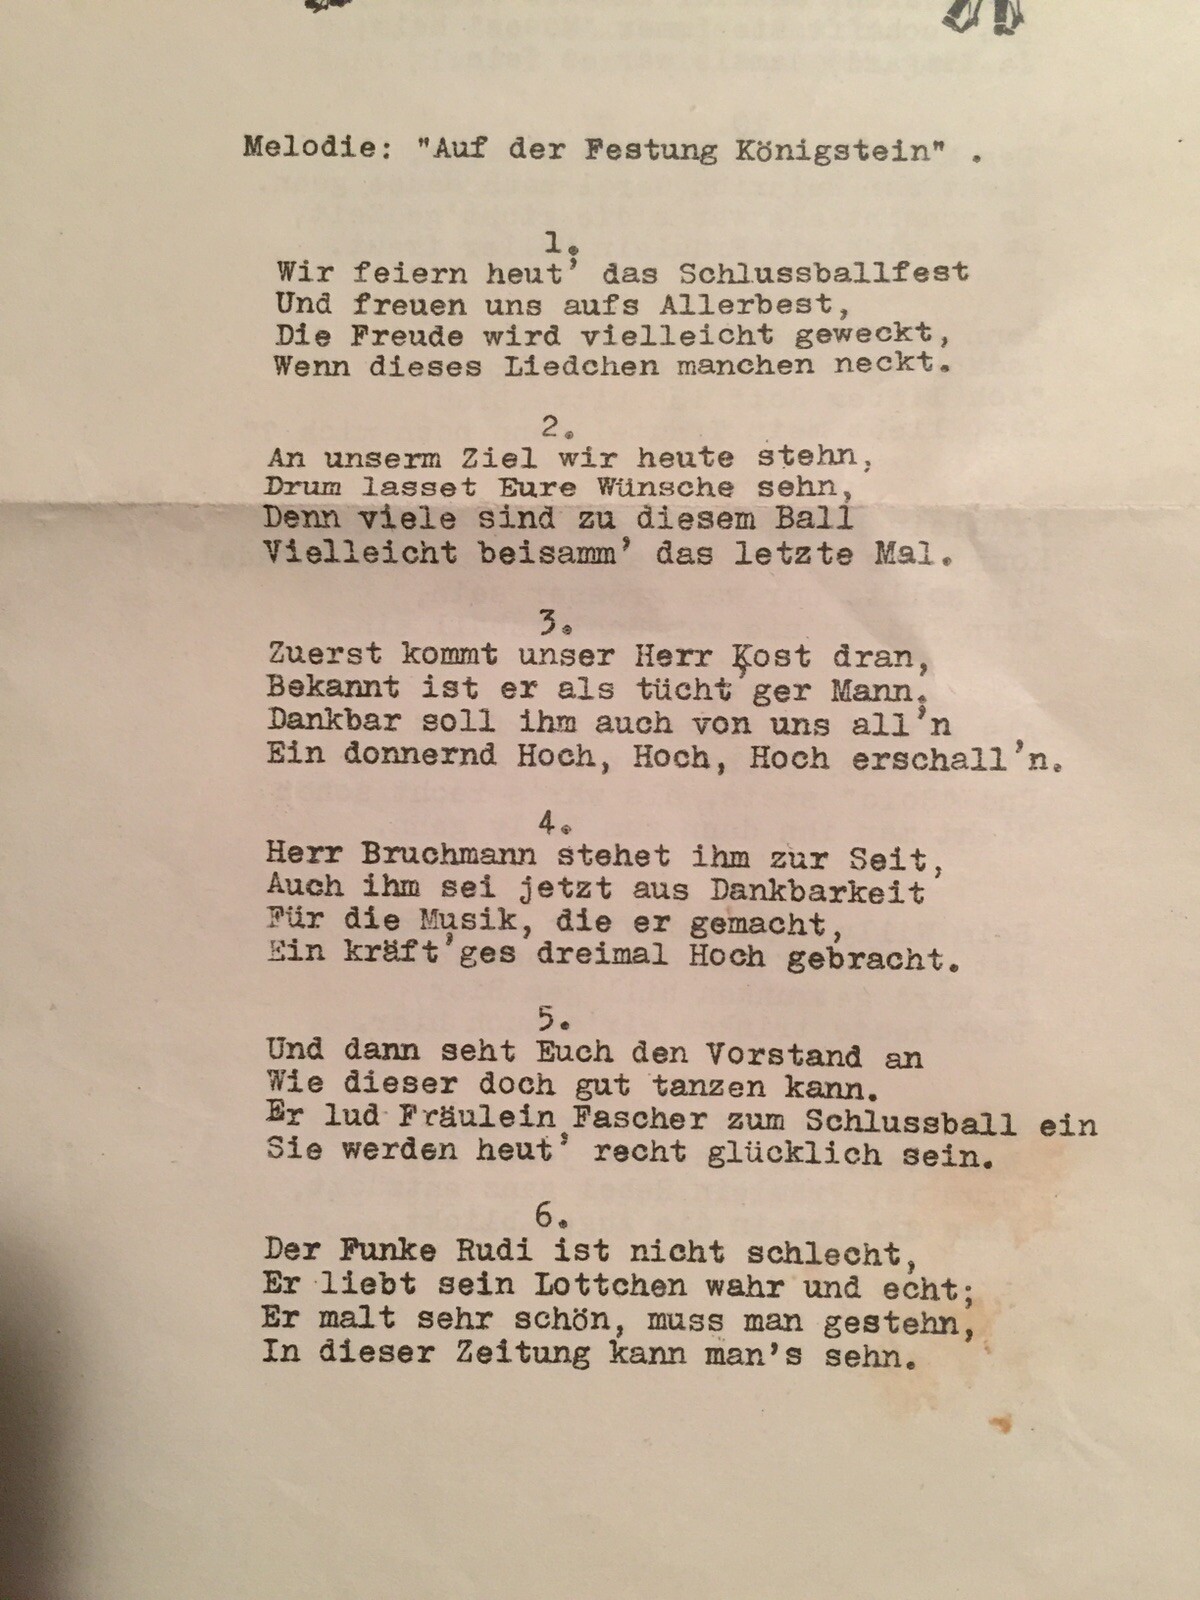 Melodie: "Auf der Festung Königstein" .
1.
Wir feiern heut' das Schlussballfest
Und freuen uns aufs Allerbest,
Die Freude wird vielleicht geweckt,
Wenn dieses Liedchen manchen neckt.
2.
An unserm Ziel wir heute stehn,
Drum lasset Eure Wünsche sehn,
Denn viele sind zu diesem Ball
Vielleicht beisamm' das letzte Mal.
3.
Zuerst kommt unser Herr Kost dran,
Bekannt ist er als tücht'ger Mann.
Dankbar soll ihm auch von uns all'n
Ein donnernd Hoch, Hoch, Hoch erschall'n.
4.
Herr Bruchmann stehet ihm zur Seit,
Auch ihm sei jetzt aus Dankbarkeit
Für die Musik, die er gemacht,
Ein kräft'ges dreimal Hoch gebracht.
5.
Und dann seht Euch den Vorstand an
Wie dieser doch gut tanzen kann.
Er lud Fräulein Fascher zum Schlussball ein
Sie werden heut' recht glücklich sein.
6.
Der Funke Rudi ist nicht schlecht,
Er liebt sein Lottchen wahr und echt;
Er malt sehr schön, muss man gestehn,
In dieser Zeitung kann man's sehn.